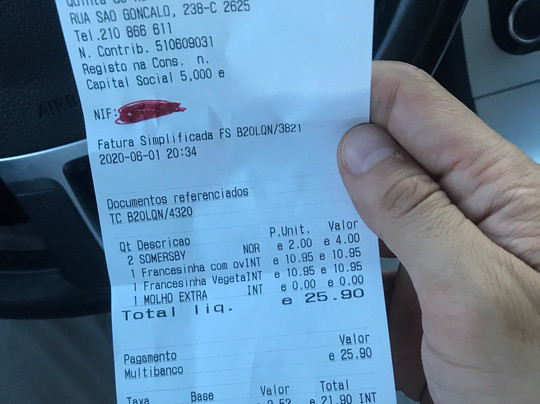 Quinta do
RUA SAO GONCALO, 238-C 2625
Tel.210 866 611
N. Contrib. 510609031
Registo na Cons. n.
Capital Social 5,000 e
NIF:
Fatura Simplificada FS B20LQN/3821
2020-06-01 20:34
Documentos referenciados
TC B20LQN/4320
Qt Descricao P.Unit. Valor
2 SOMERSBY NOR e 2.00 e 4.00
1 Francesinha com ovINT e 10.95 e 10.95
1 Francesinha VegetaINT e 10.95 e 10.95
1 MOLHO EXTRA INT e 0.00 e 0.00
Total liq. e 25.90
Valor
Pagamento e 25.90
Multibanco
Taxa Base Valor Total
e 21.90 INT
AIRB